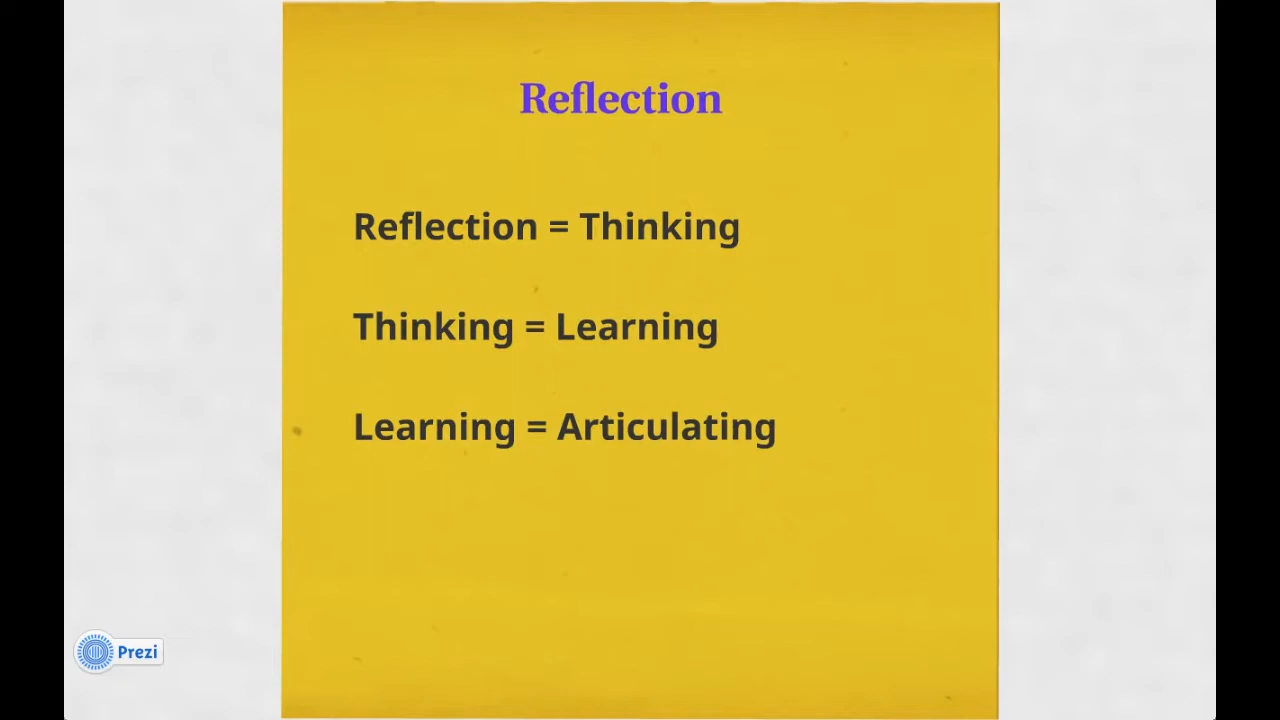 Reflection
Reflection = Thinking
Thinking = Learning
Learning = Articulating
Prezi